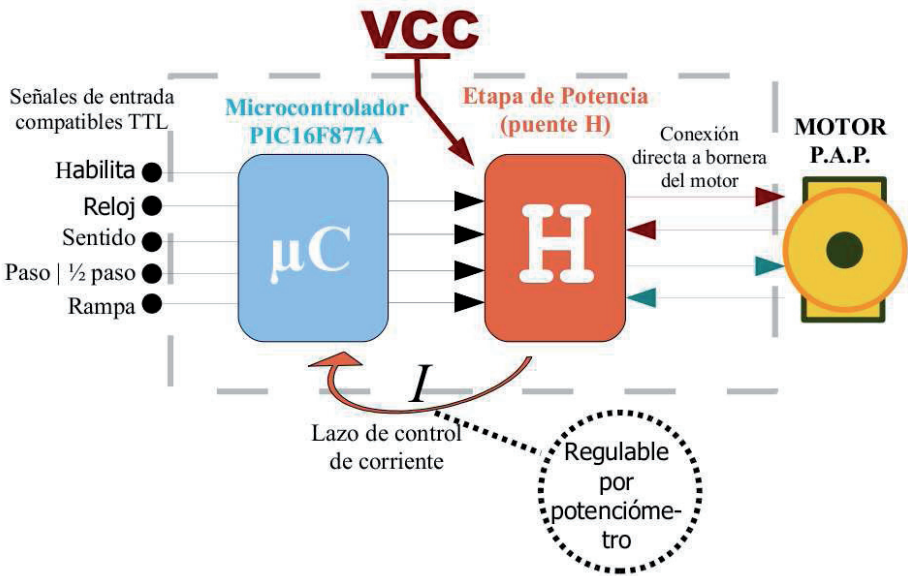 VCC
Señales de entrada
compatibles TTL
Microcontrolador
PIC16F877A
Etapa de Potencia
(puente H)
Conexión
directa a bornera
del motor
MOTOR
P.A.P.
Habilita
Reloj
Sentido
Paso | ½ paso
Rampa
μC
H
I
Lazo de control
de corriente
Regulable
por
potencióme-
tro